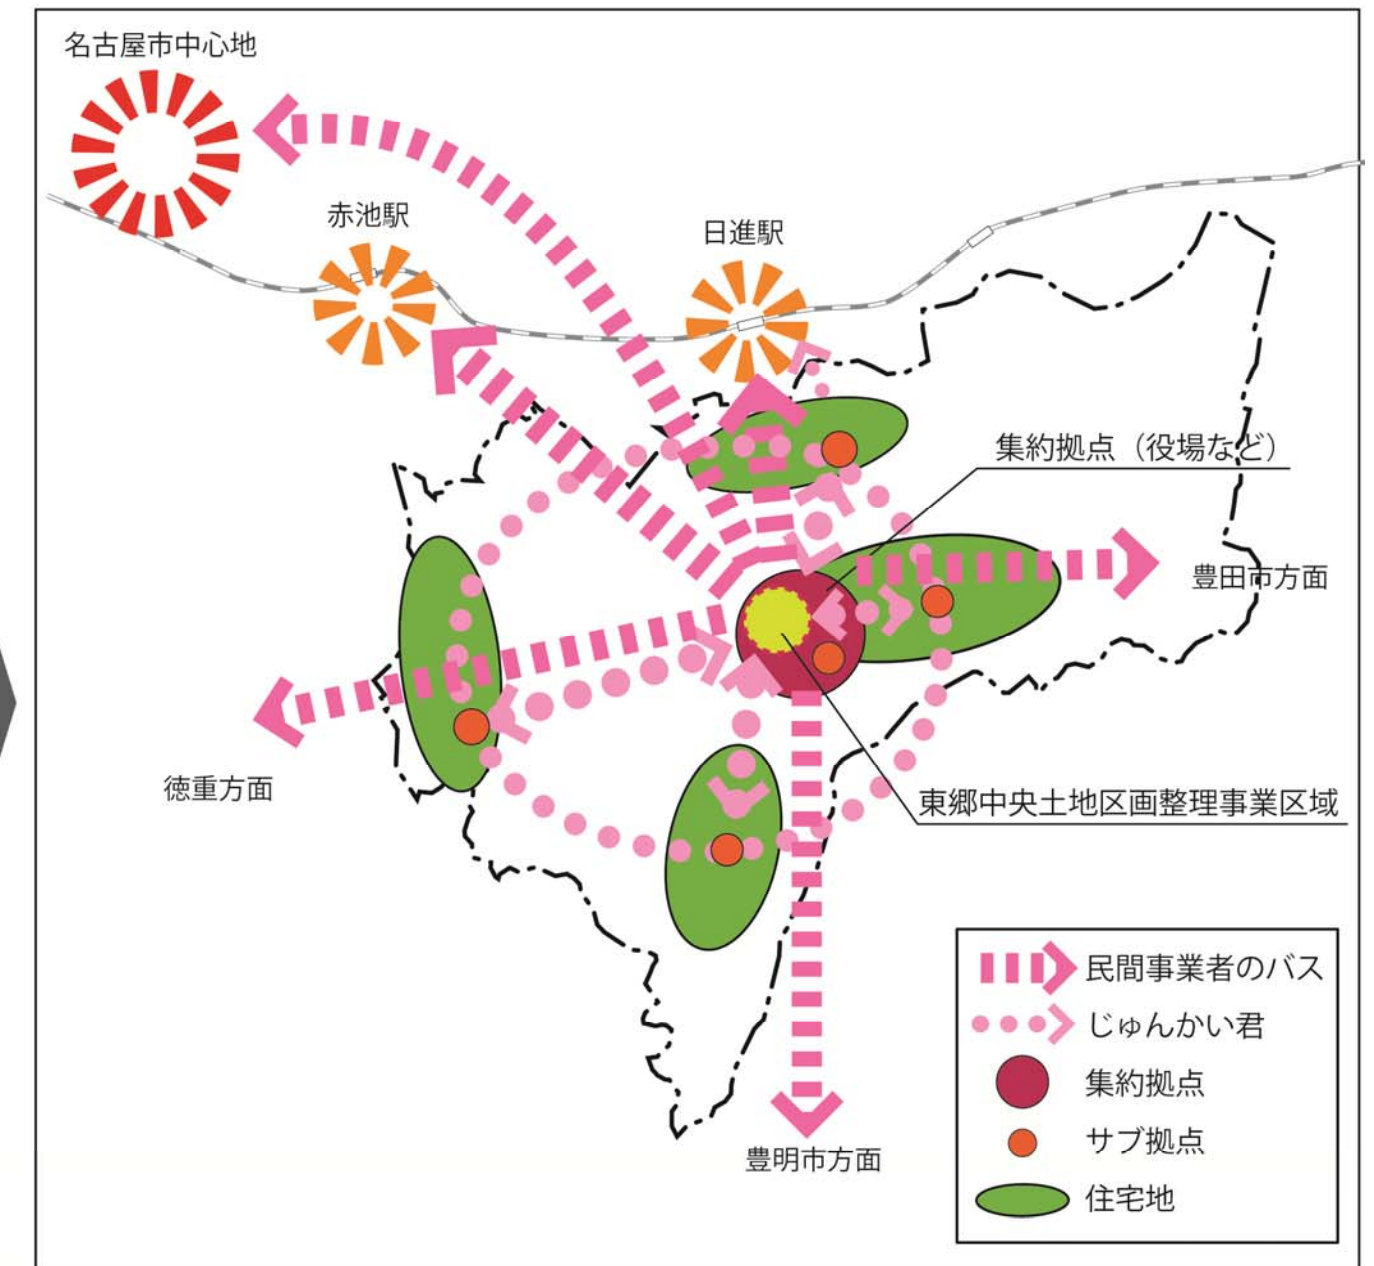 名古屋市中心地
赤池駅
日進駅
集約拠点（役場など）
豊田市方面
徳重方面
東郷中央土地区画整理事業区域
豊明市方面
民間事業者のバス
じゅんかい君
集約拠点
サブ拠点
住宅地